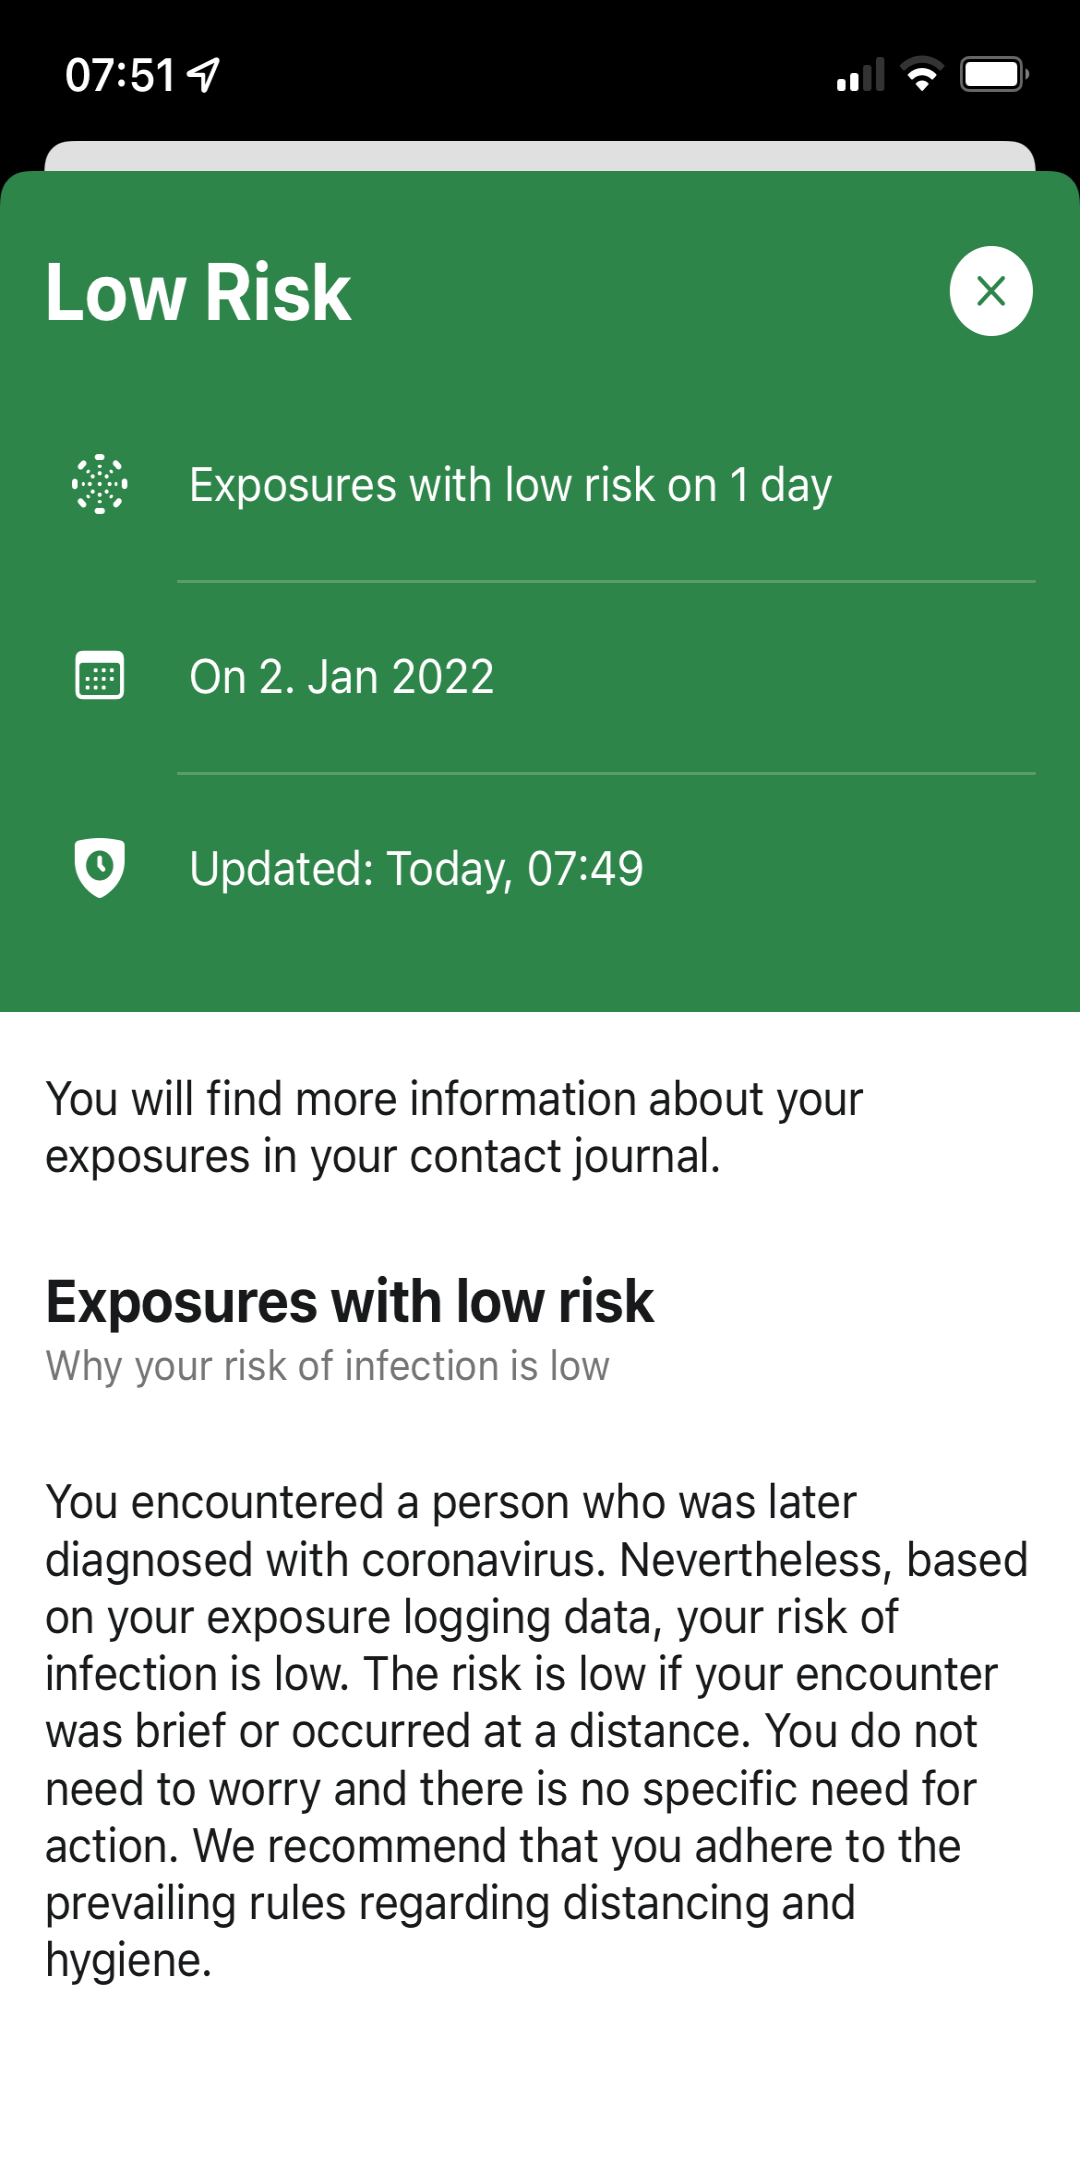 07:51
Low Risk
Exposures with low risk on 1 day
On 2. Jan 2022
Updated: Today, 07:49
You will find more information about your
exposures in your contact journal.
Exposures with low risk
Why your risk of infection is low
You encountered a person who was later
diagnosed with coronavirus. Nevertheless, based
on your exposure logging data, your risk of
infection is low. The risk is low if your encounter
was brief or occurred at a distance. You do not
need to worry and there is no specific need for
action. We recommend that you adhere to the
prevailing rules regarding distancing and
hygiene.